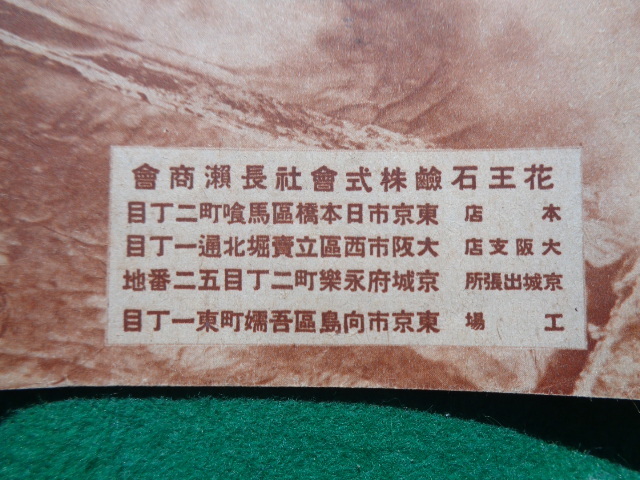 花王石鹼株式會社長瀬商會
本店 東京市日本橋區馬喰町二丁目
大阪支店 大阪市西區立賣堀北通一丁目
京城出張所 京城府永樂町二丁目五二番地
工場 東京市向島區吾嬬町東一丁目